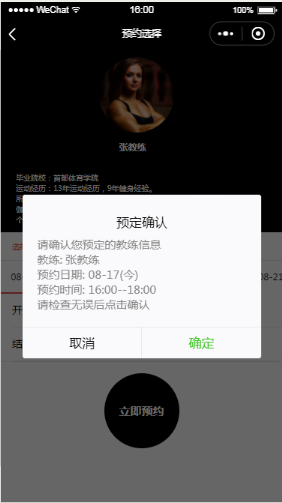 WeChat
16:00
100%
预约选择
张教练
毕业院校：首都体育学院
运动经历：13年运动经历，9年健身经验。
预定确认
请确认您预定的教练信息
教练: 张教练
预约日期: 08-17(今)
预约时间: 16:00--18:00
请检查无误后点击确认
08-21
开
结
取消
确定
立即预约